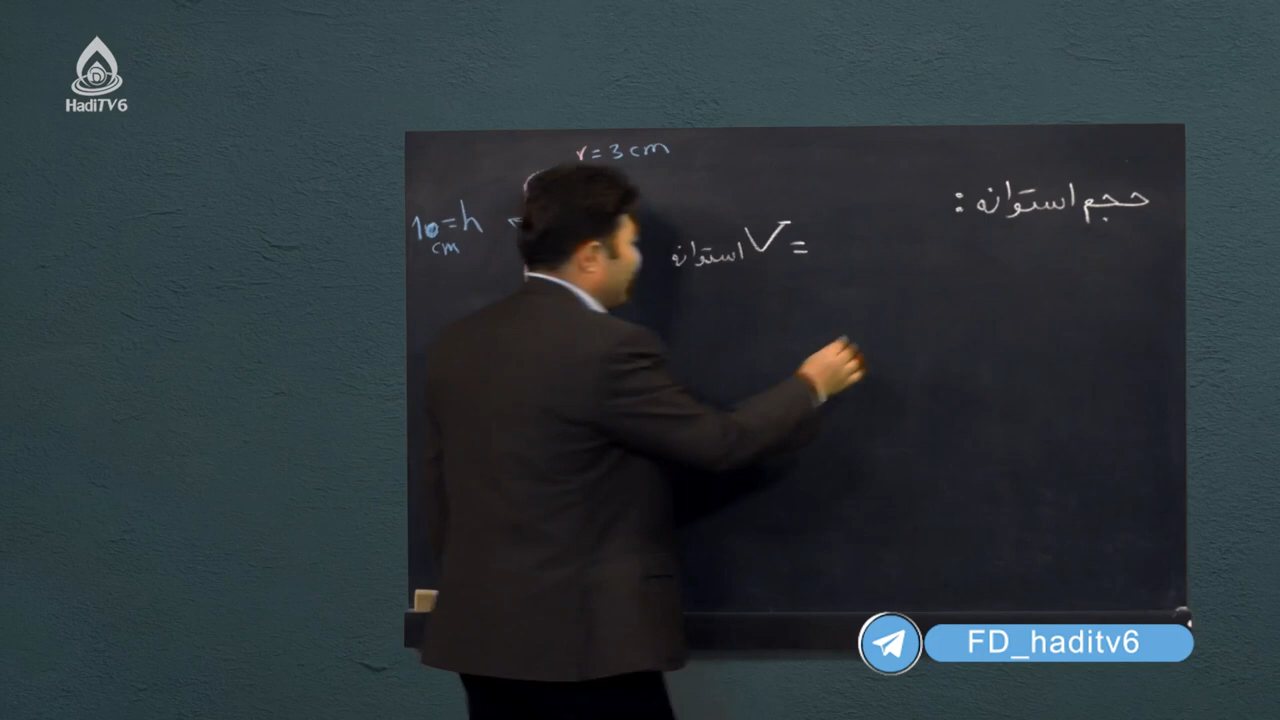 HadiTV6
r = 3 cm
حجم استوانه :
10 = h
cm
V استوانه =
FD_haditv6